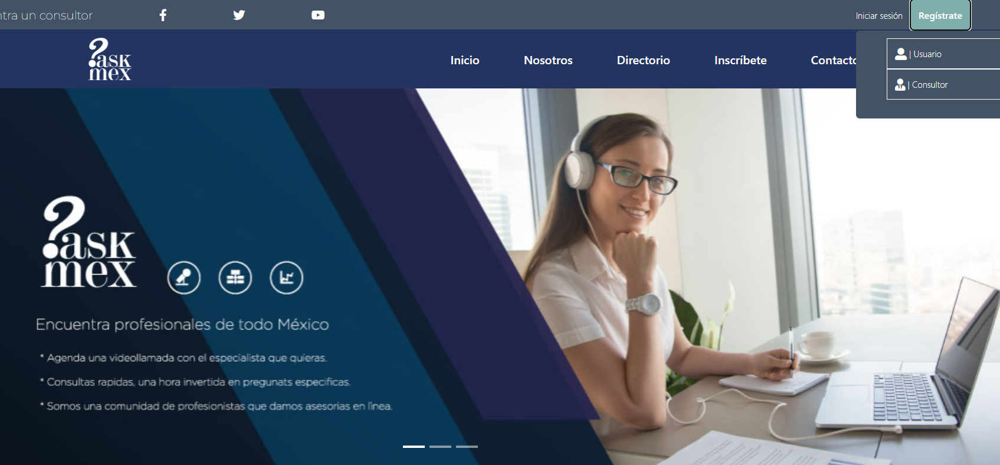 ntra un consultor
Iniciar sesión
Regístrate
Inicio
Nosotros
Directorio
Inscríbete
Contacto
| Usuario
| Consultor
?ask
mex
?ask
mex
Encuentra profesionales de todo México
* Agenda una videollamada con el especialista que quieras.
* Consultas rapidas, una hora invertida en pregunats especificas.
* Somos una comunidad de profesionistas que damos asesorias en linea.